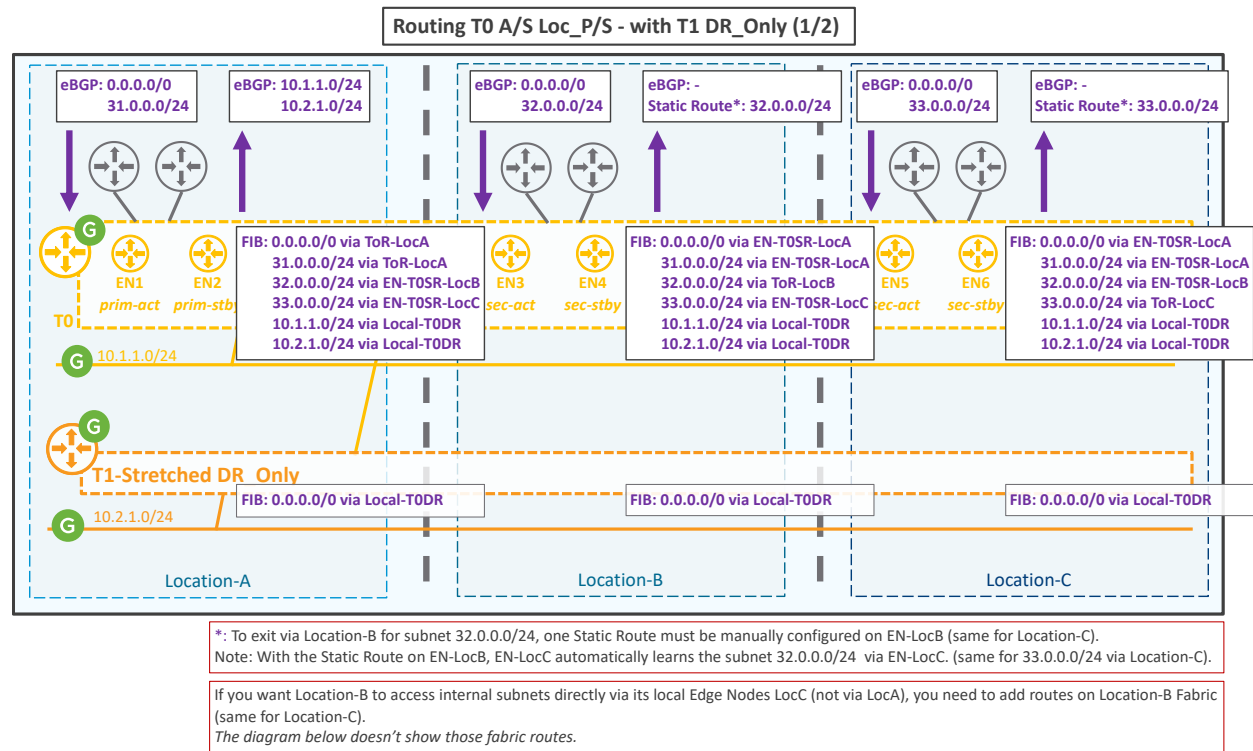 Routing T0 A/S Loc_P/S - with T1 DR_Only (1/2)
eBGP: 0.0.0.0/0
31.0.0.0/24
eBGP: 10.1.1.0/24
10.2.1.0/24
eBGP: 0.0.0.0/0
32.0.0.0/24
eBGP: -
Static Route*: 32.0.0.0/24
eBGP: 0.0.0.0/0
33.0.0.0/24
eBGP: -
Static Route*: 33.0.0.0/24
G
EN1
prim-act
EN2
prim-stby
T0
FIB: 0.0.0.0/0 via ToR-LocA
31.0.0.0/24 via ToR-LocA
32.0.0.0/24 via EN-T0SR-LocB
33.0.0.0/24 via EN-T0SR-LocC
10.1.1.0/24 via Local-T0DR
10.2.1.0/24 via Local-T0DR
EN3
sec-act
EN4
sec-stby
FIB: 0.0.0.0/0 via EN-T0SR-LocA
31.0.0.0/24 via EN-T0SR-LocA
32.0.0.0/24 via ToR-LocB
33.0.0.0/24 via EN-T0SR-LocC
10.1.1.0/24 via Local-T0DR
10.2.1.0/24 via Local-T0DR
EN5
sec-act
EN6
sec-stby
FIB: 0.0.0.0/0 via EN-T0SR-LocA
31.0.0.0/24 via EN-T0SR-LocA
32.0.0.0/24 via EN-T0SR-LocB
33.0.0.0/24 via ToR-LocC
10.1.1.0/24 via Local-T0DR
10.2.1.0/24 via Local-T0DR
G
10.1.1.0/24
G
T1-Stretched DR_Only
FIB: 0.0.0.0/0 via Local-T0DR
FIB: 0.0.0.0/0 via Local-T0DR
FIB: 0.0.0.0/0 via Local-T0DR
G
10.2.1.0/24
Location-A
Location-B
Location-C
*: To exit via Location-B for subnet 32.0.0.0/24, one Static Route must be manually configured on EN-LocB (same for Location-C).
Note: With the Static Route on EN-LocB, EN-LocC automatically learns the subnet 32.0.0.0/24 via EN-LocC. (same for 33.0.0.0/24 via Location-C).
If you want Location-B to access internal subnets directly via its local Edge Nodes LocC (not via LocA), you need to add routes on Location-B Fabric
(same for Location-C).
The diagram below doesn't show those fabric routes.